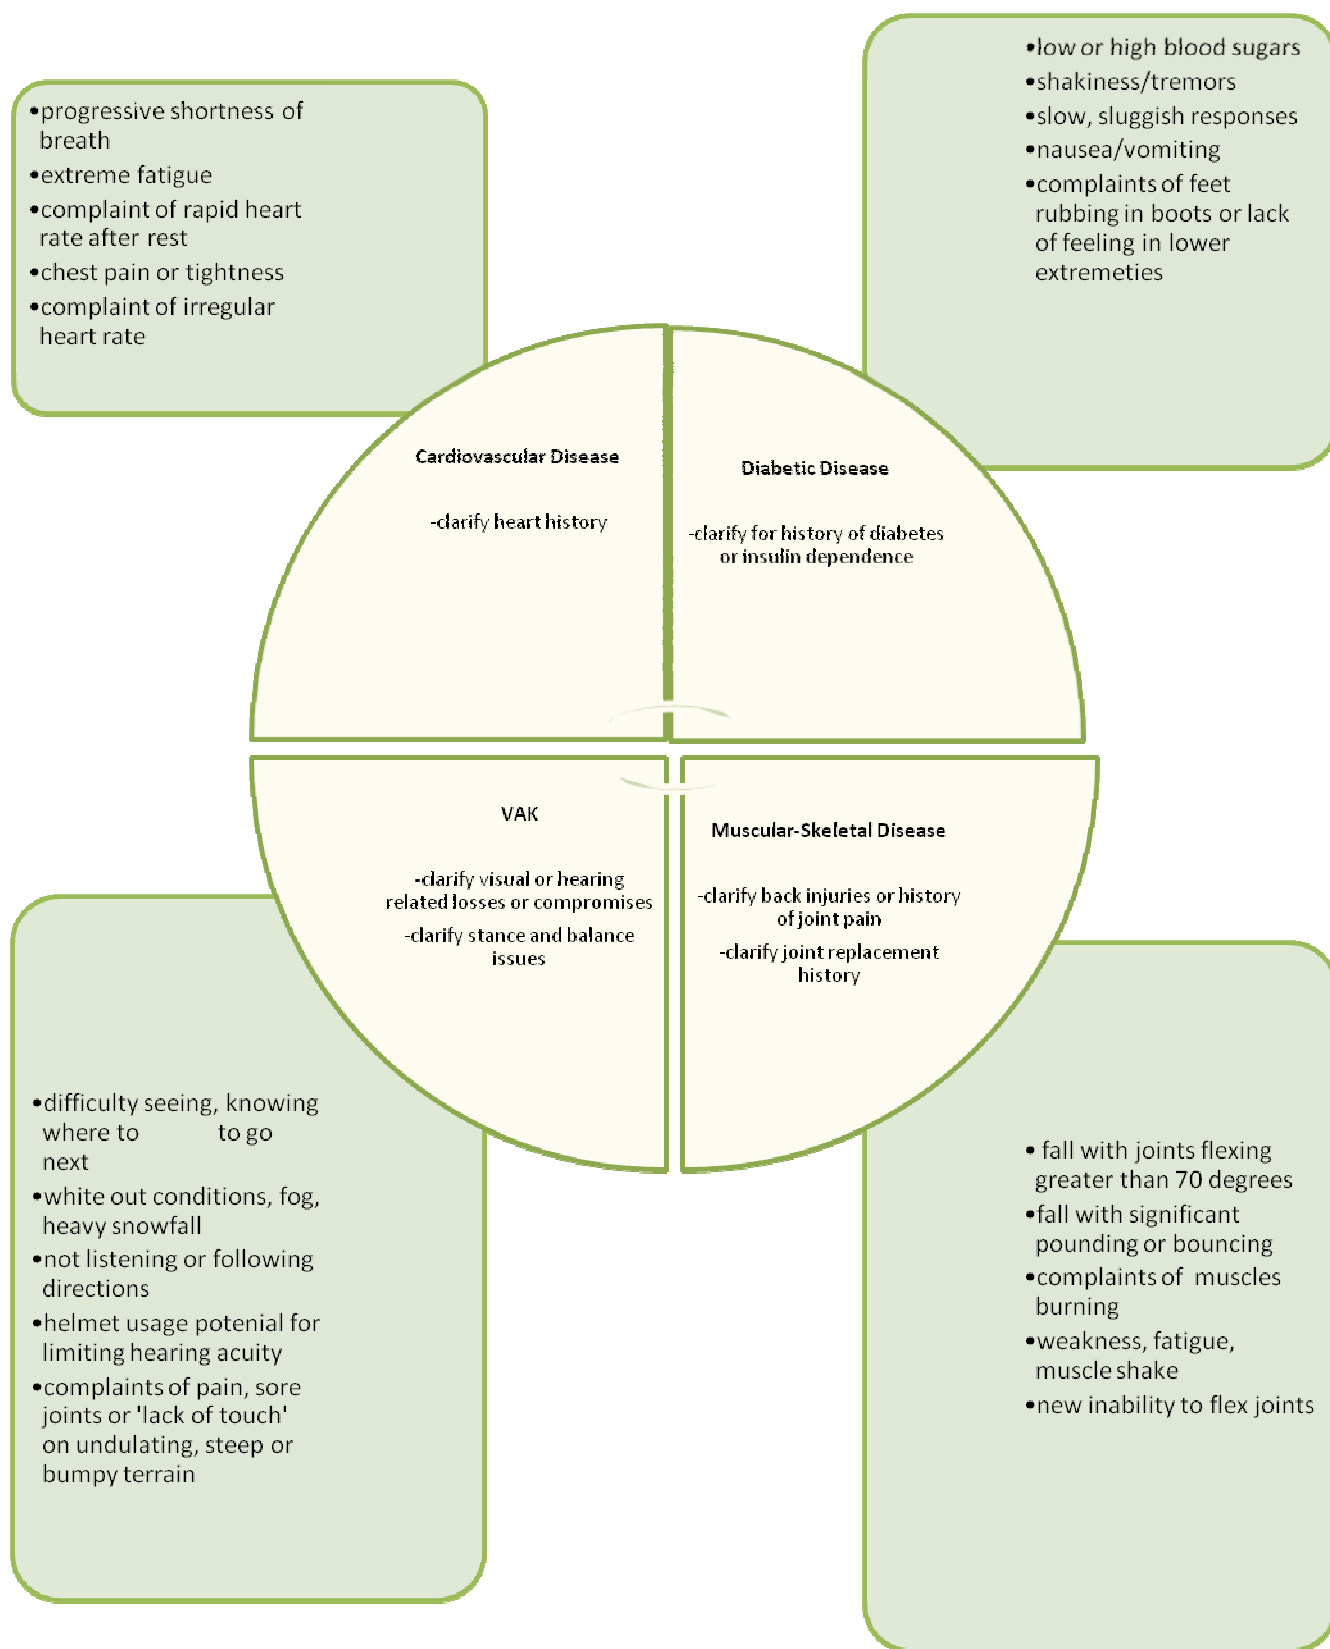 •progressive shortness of
breath
•extreme fatigue
•complaint of rapid heart
rate after rest
•chest pain or tightness
•complaint of irregular
heart rate
•low or high blood sugars
•shakiness/tremors
•slow, sluggish responses
•nausea/vomiting
•complaints of feet
rubbing in boots or lack
of feeling in lower
extremeties
Cardiovascular Disease
-clarify heart history
Diabetic Disease
-clarify for history of diabetes
or insulin dependence
VAK
-clarify visual or hearing
related losses or compromises
-clarify stance and balance
issues
Muscular-Skeletal Disease
-clarify back injuries or history
of joint pain
-clarify joint replacement
history
•difficulty seeing, knowing
where to to go
next
•white out conditions, fog,
heavy snowfall
•not listening or following
directions
•helmet usage potenial for
limiting hearing acuity
•complaints of pain, sore
joints or 'lack of touch'
on undulating, steep or
bumpy terrain
• fall with joints flexing
greater than 70 degrees
•fall with significant
pounding or bouncing
•complaints of muscles
burning
•weakness, fatigue,
muscle shake
•new inability to flex joints